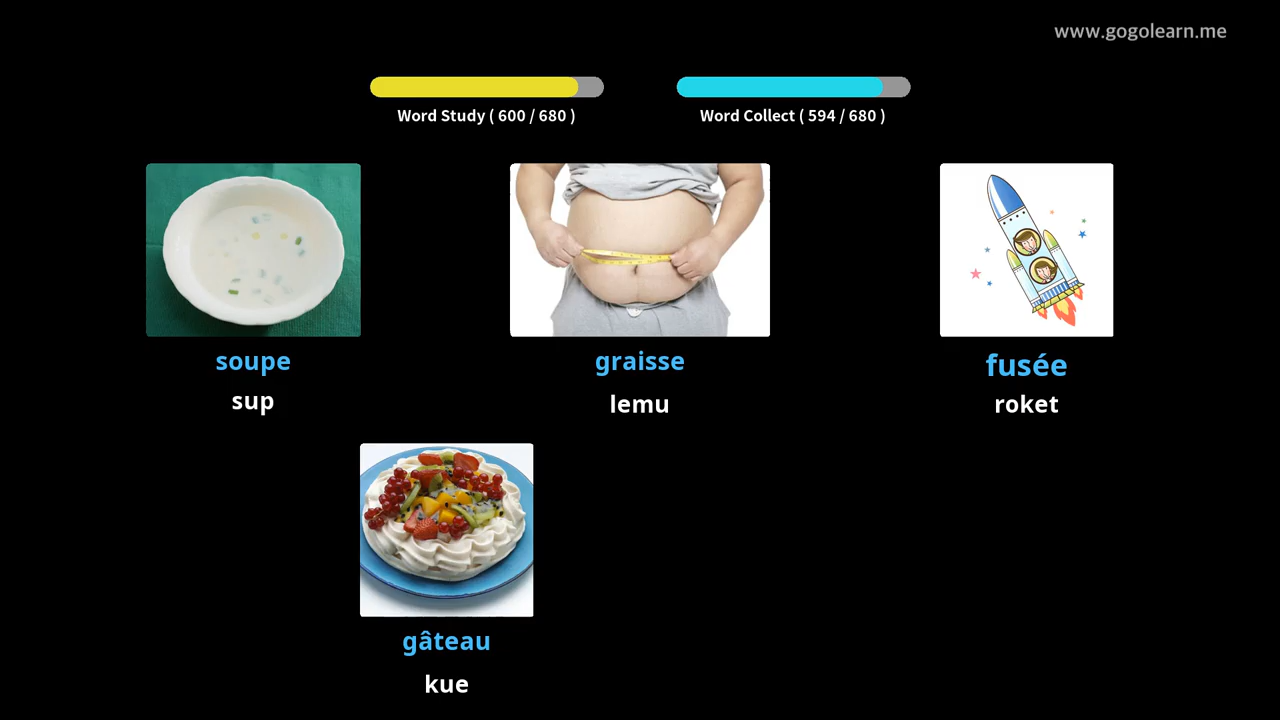 www.gogolearn.me
Word Study ( 600 / 680 )
Word Collect ( 594 / 680 )
soupe
sup
graisse
lemu
fusée
roket
gâteau
kue